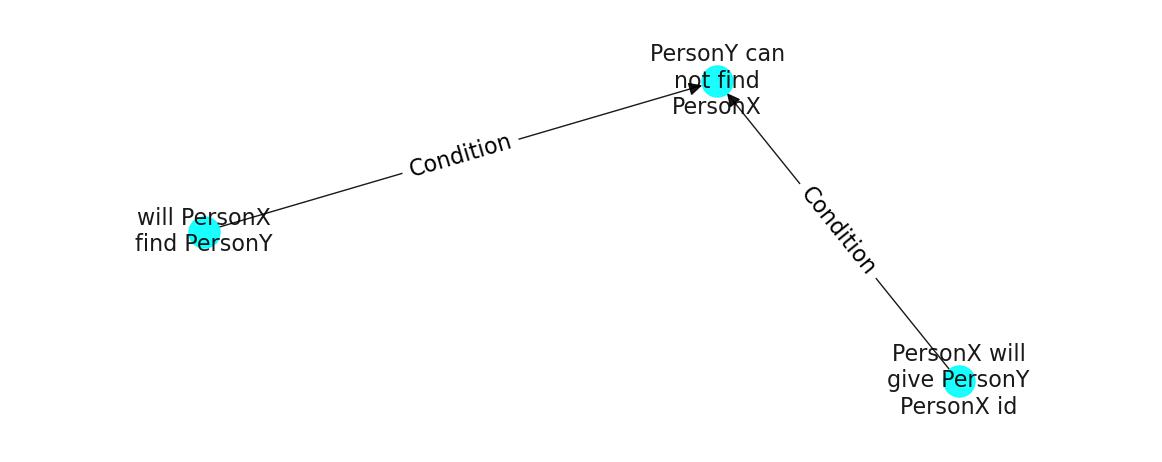 PersonY can
not find
PersonX
Condition
will PersonX
find PersonY
Condition
PersonX will
give PersonY
PersonX id